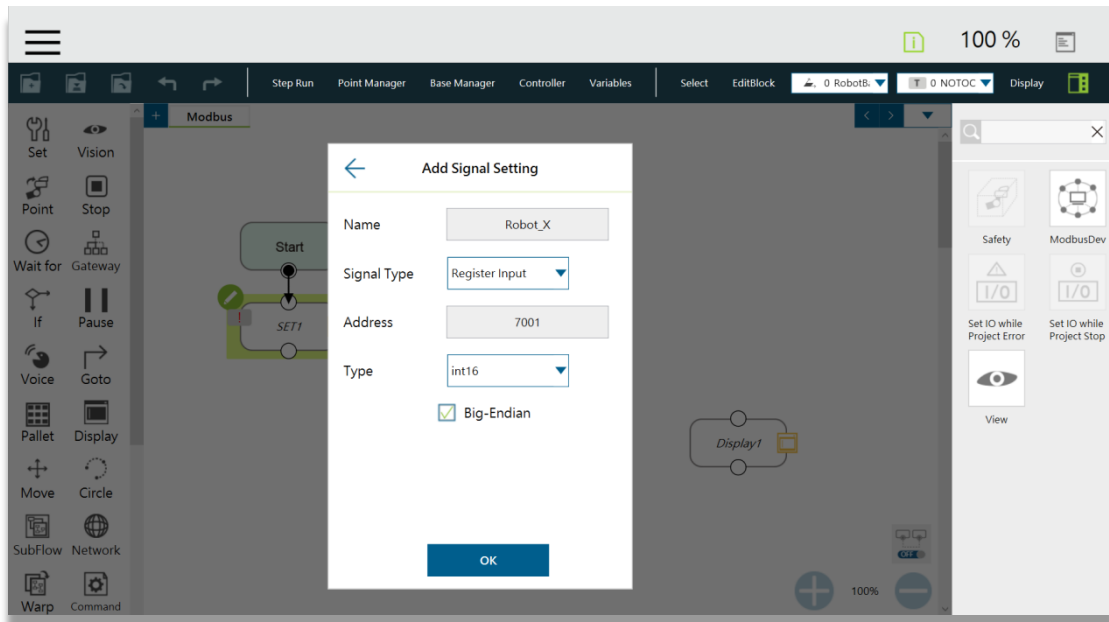 100 %
Step Run Point Manager Base Manager Controller Variables Select EditBlock 0 RobotB. T 0 NOTOC Display
+ Modbus
Set Vision
Point Stop
Wait for Gateway
If Pause
Voice Goto
Pallet Display
Move Circle
SubFlow Network
Warp Command
Start
SET1
Add Signal Setting
Name Robot_X
Signal Type Register Input
Address 7001
Type int16
Big-Endian
OK
Display1
OFF
100%
Safety ModbusDev
I/O I/O
Set IO while Set IO while
Project Error Project Stop
View